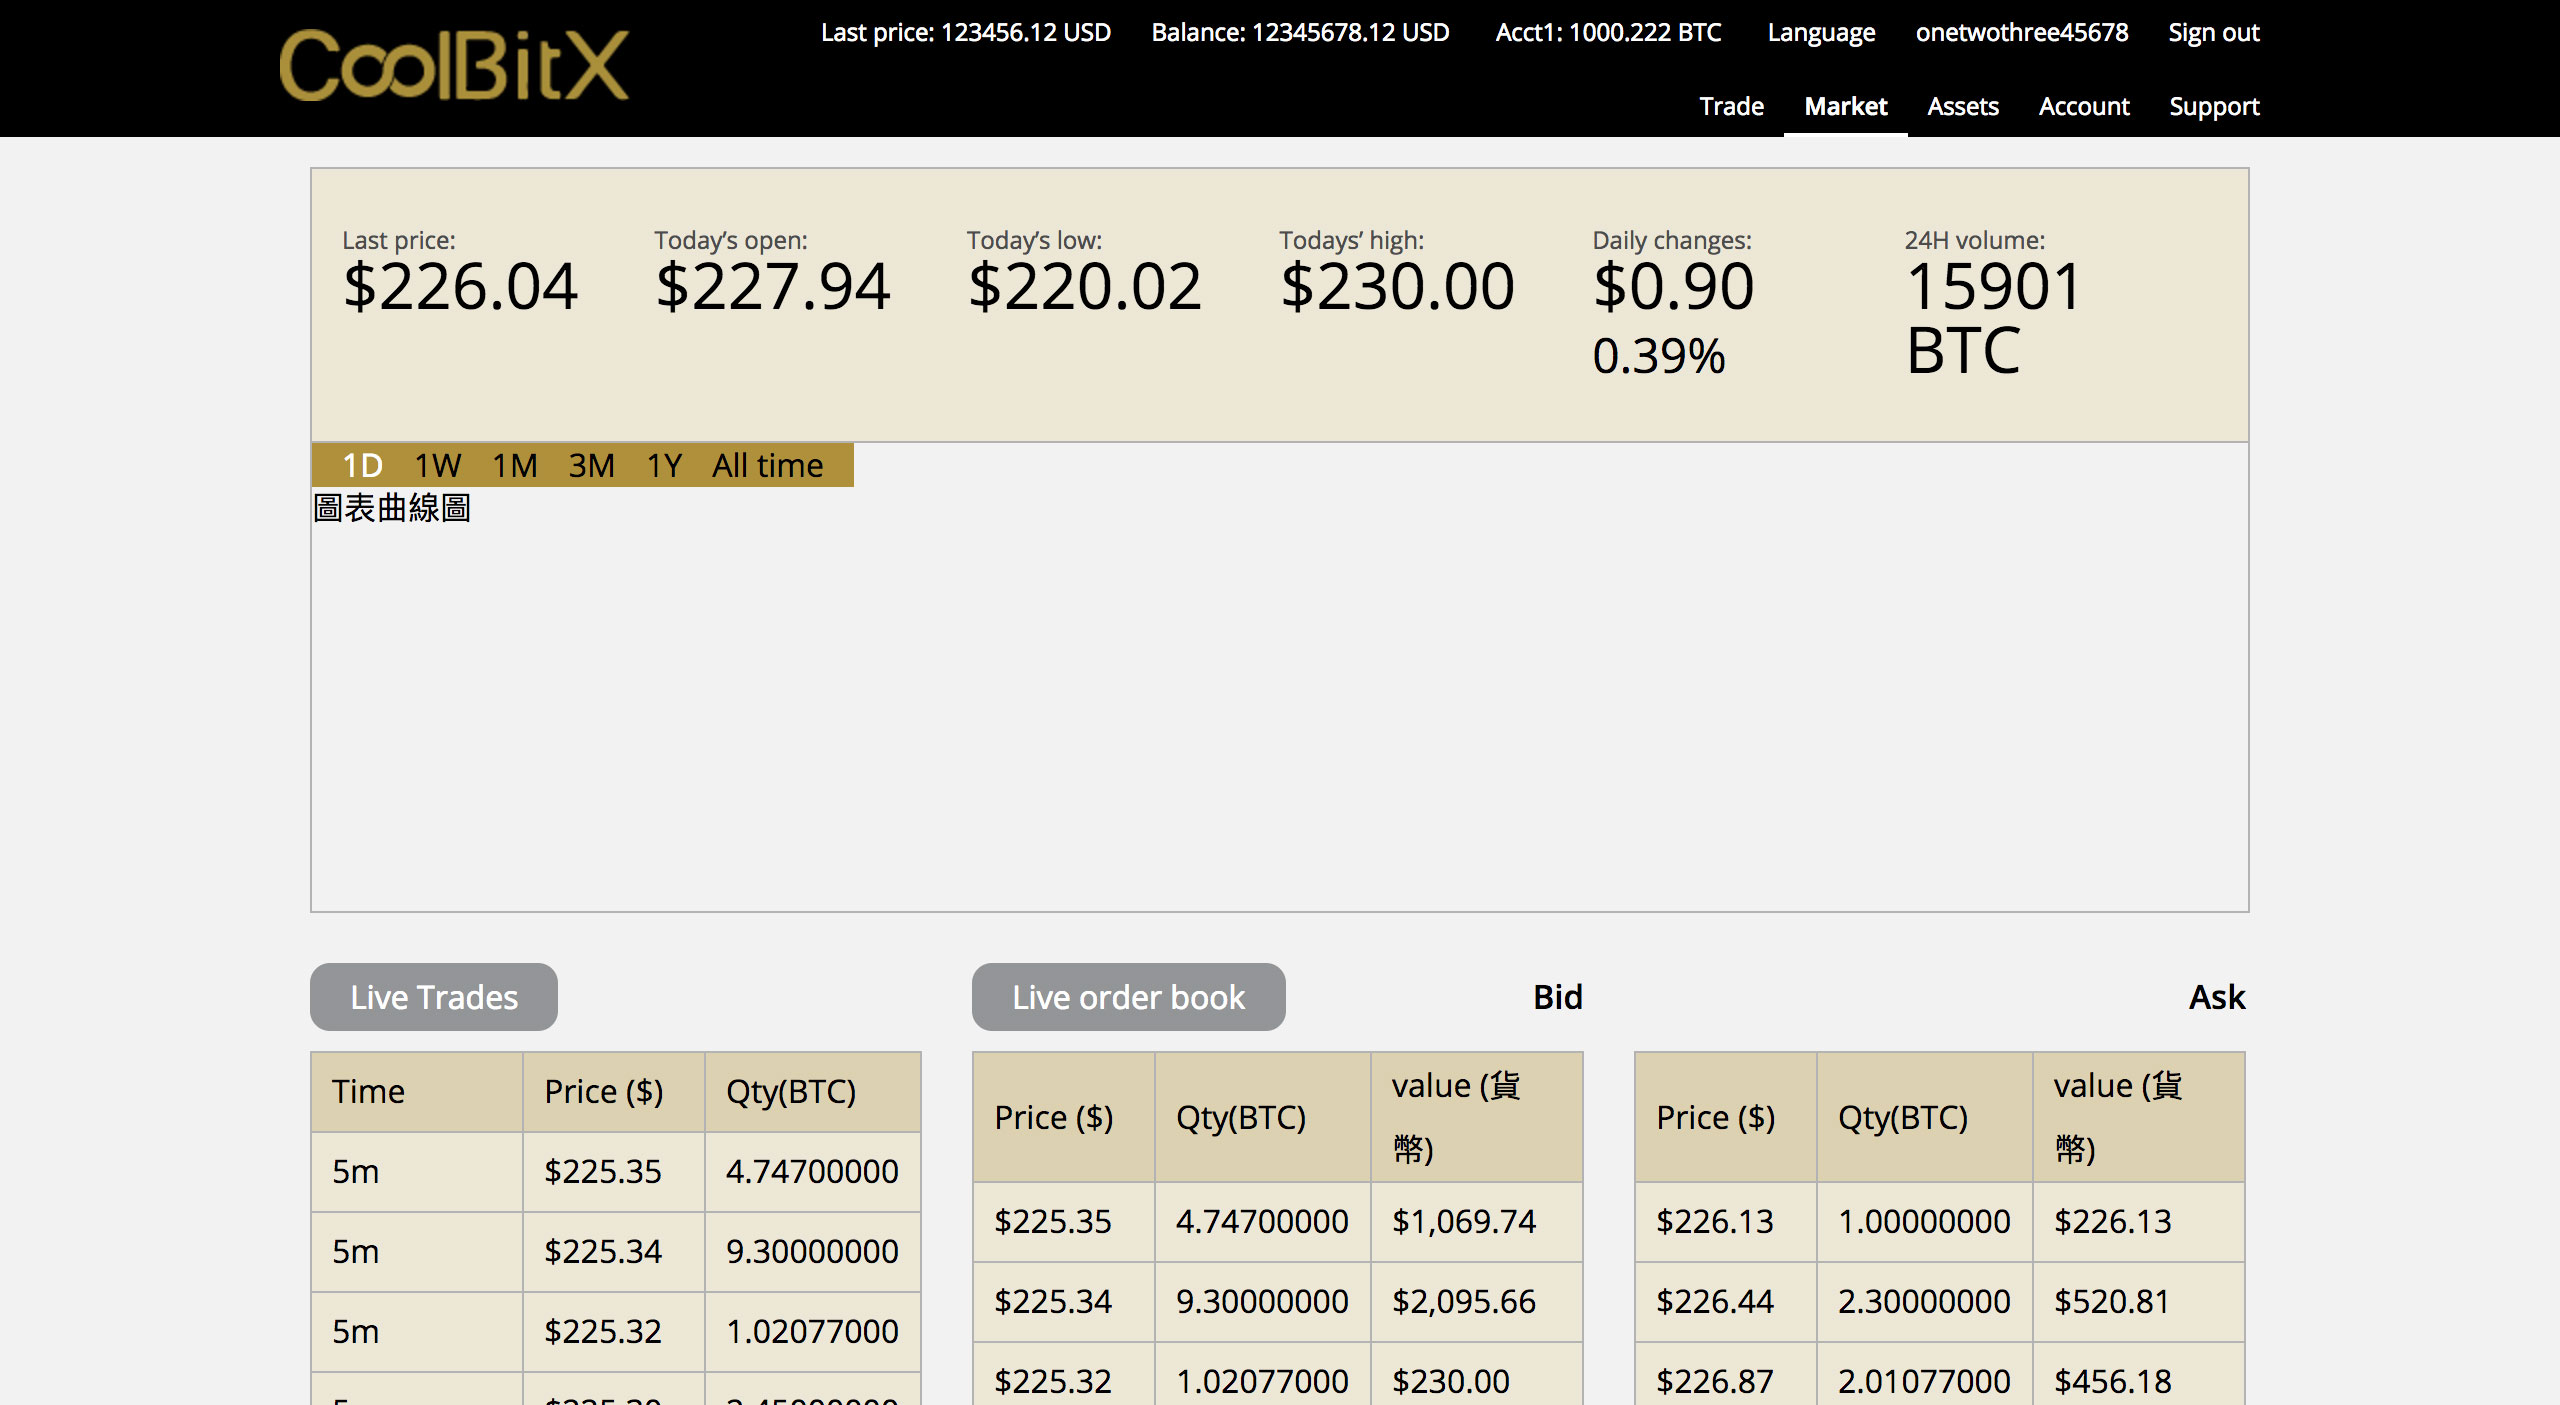 CoolBitX
Last price: 123456.12 USD Balance: 12345678.12 USD Acct1: 1000.222 BTC Language onetwothree45678 Sign out
Trade Market Assets Account Support
Last price: Today’s open: Today’s low: Todays’ high: Daily changes: 24H volume:
$226.04 $227.94 $220.02 $230.00 $0.90 15901
0.39% BTC
1D 1W 1M 3M 1Y All time
圖表曲線圖
Live Trades Live order book Bid Ask
Time Price ($) Qty(BTC)
5m $225.35 4.74700000
5m $225.34 9.30000000
5m $225.32 1.02077000
Price ($) Qty(BTC) value (貨
幣)
$225.35 4.74700000 $1,069.74
$225.34 9.30000000 $2,095.66
$225.32 1.02077000 $230.00
Price ($) Qty(BTC) value (貨
幣)
$226.13 1.00000000 $226.13
$226.44 2.30000000 $520.81
$226.87 2.01077000 $456.18